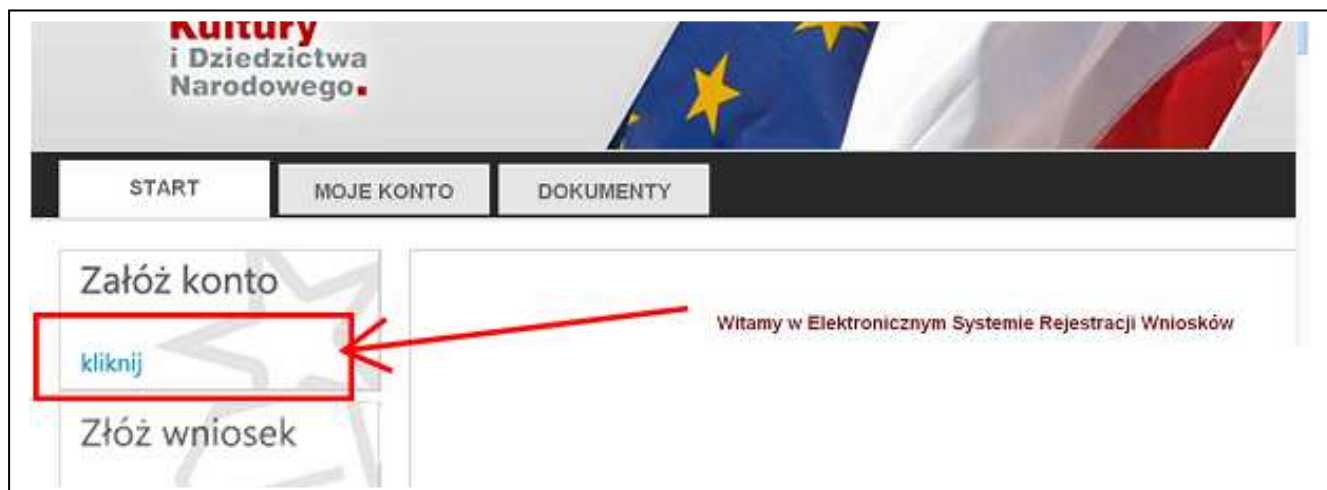 Kultury
i Dziedzictwa
Narodowego.
START MOJE KONTO DOKUMENTY
Załóż konto
kliknij
Witamy w Elektronicznym Systemie Rejestracji Wniosków
Złóż wniosek